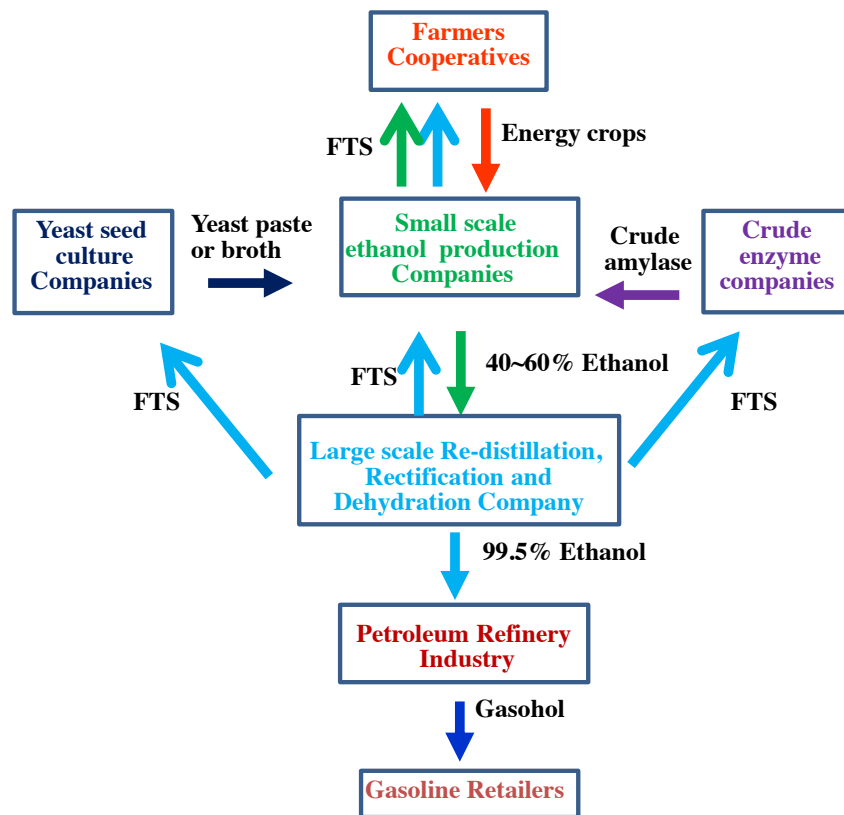 Farmers
Cooperatives
FTS
Energy crops
Yeast seed
culture
Companies
Yeast paste
or broth
Small scale
ethanol production
Companies
Crude
amylase
Crude
enzyme
companies
FTS
FTS
40~60% Ethanol
FTS
Large scale Re-distillation,
Rectification and
Dehydration Company
99.5% Ethanol
Petroleum Refinery
Industry
Gasohol
Gasoline Retailers